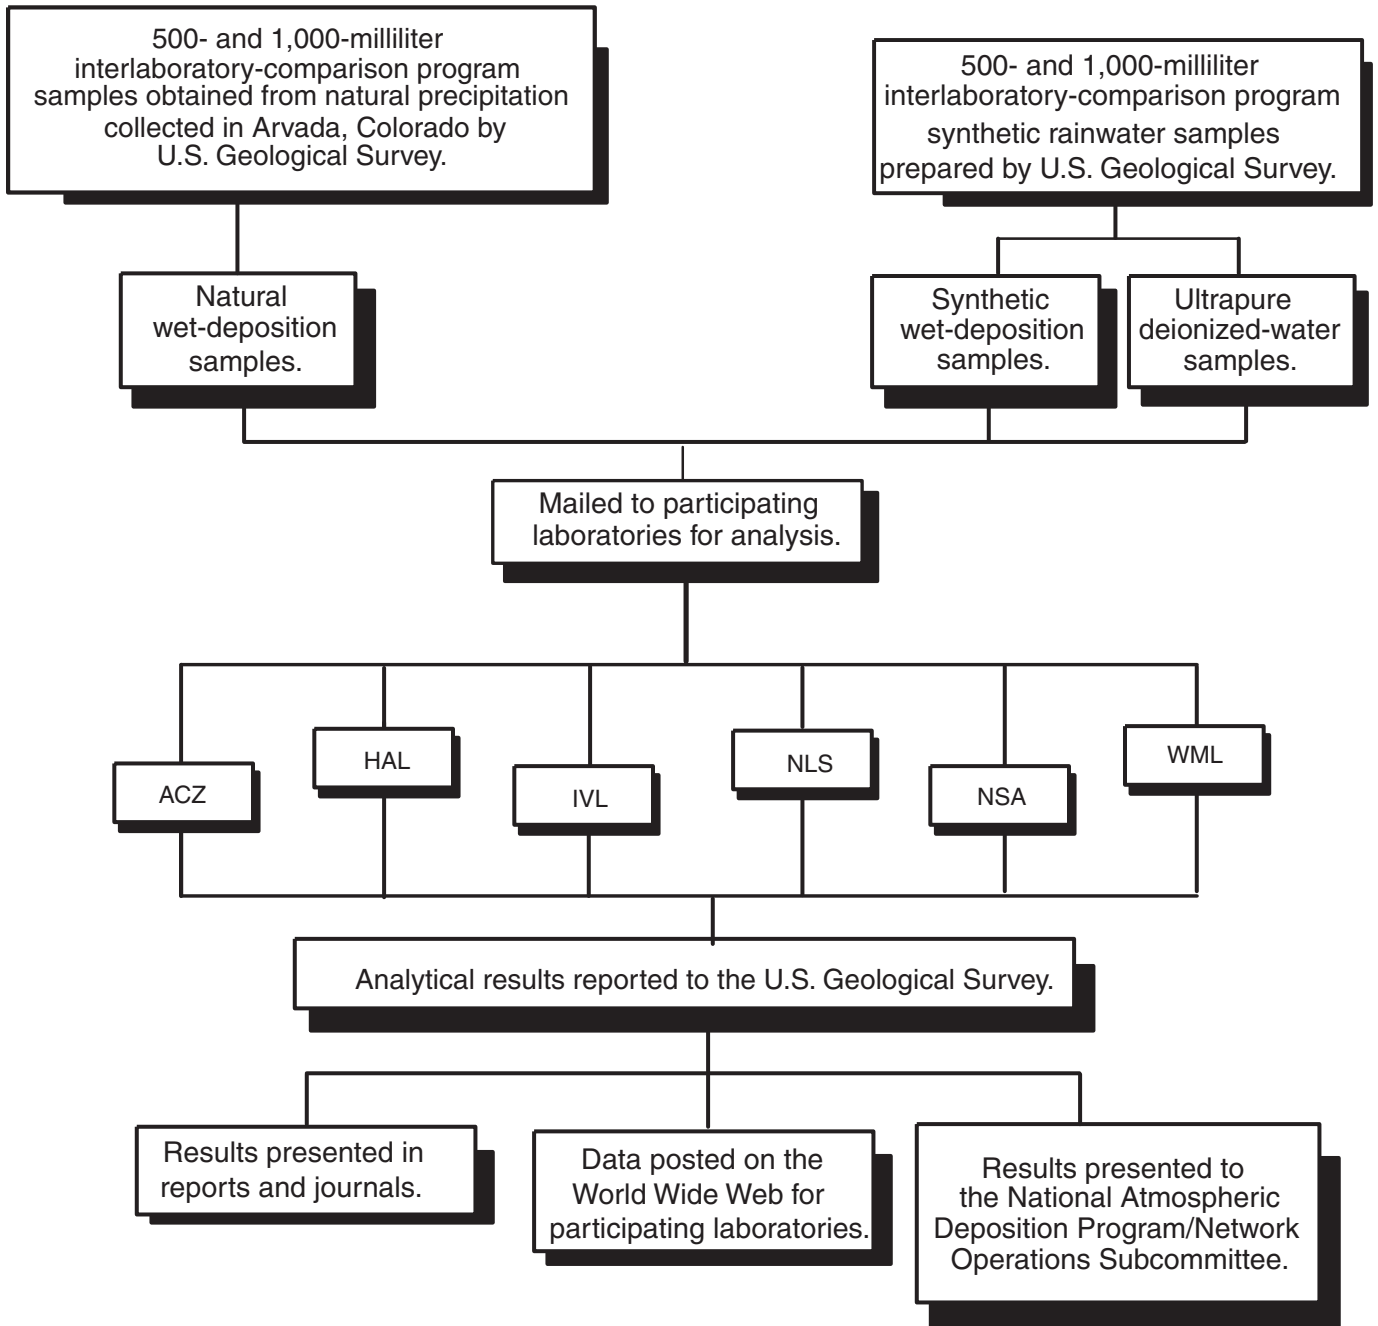 500- and 1,000-milliliter
interlaboratory-comparison program
samples obtained from natural precipitation
collected in Arvada, Colorado by
U.S. Geological Survey.
500- and 1,000-milliliter
interlaboratory-comparison program
synthetic rainwater samples
prepared by U.S. Geological Survey.
Natural
wet-deposition
samples.
Synthetic
wet-deposition
samples.
Ultrapure
deionized-water
samples.
Mailed to participating
laboratories for analysis.
ACZ
HAL
IVL
NLS
NSA
WML
Analytical results reported to the U.S. Geological Survey.
Results presented in
reports and journals.
Data posted on the
World Wide Web for
participating laboratories.
Results presented to
the National Atmospheric
Deposition Program/Network
Operations Subcommittee.